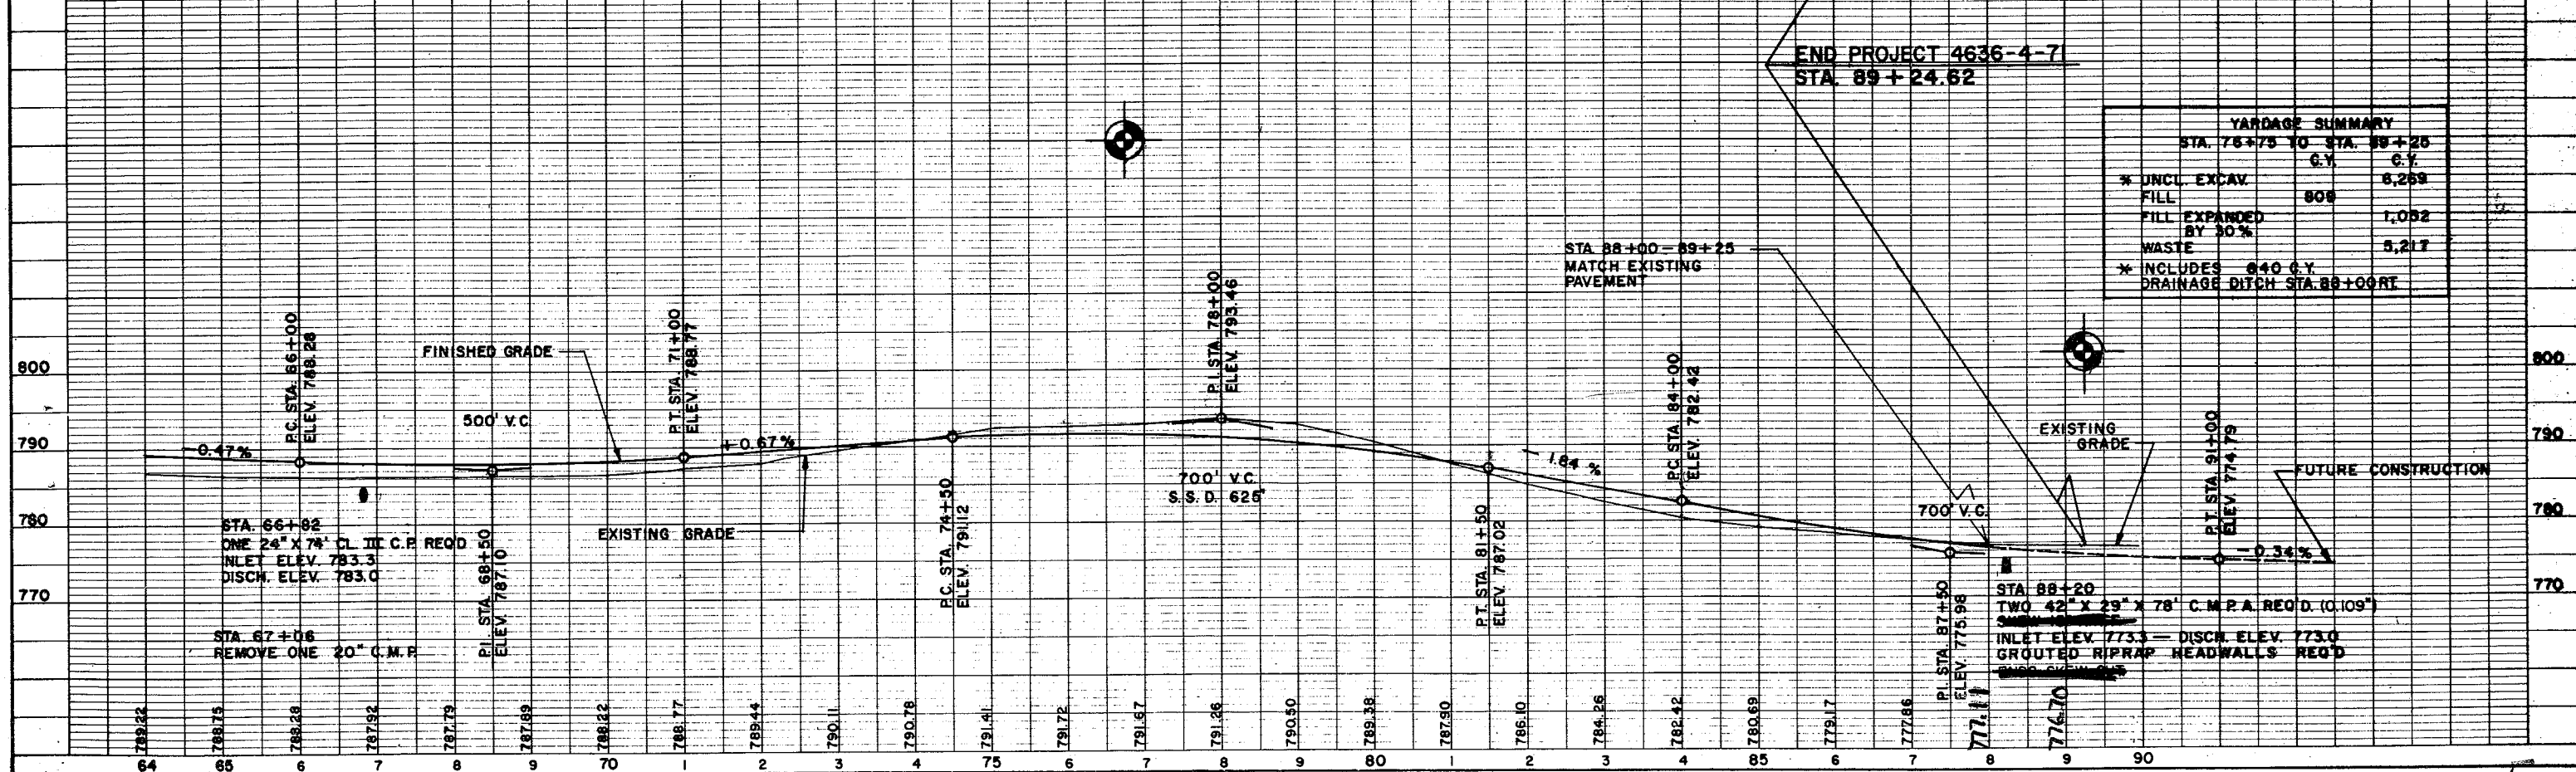 END PROJECT 4636-4-71
STA. 89 + 24.62
YARDAGE SUMMARY
STA. 76+75 TO STA. 89+25
C.Y. C.Y.
* UNCL. EXCAV. 6,269
FILL 809
FILL EXPANDED 1,052
BY 30%
WASTE 5,217
* INCLUDES 840 C.Y.
DRAINAGE DITCH STA. 88+00 RT.
STA. 88+00 - 89+25
MATCH EXISTING
PAVEMENT
800
790
780
770
800
790
780
770
P.C. STA. 66+00
ELEV. 788.28
FINISHED GRADE
P.T. STA. 71+00
ELEV. 788.77
P.I. STA. 78+00
ELEV. 793.46
P.C. STA. 84+00
ELEV. 782.42
EXISTING
GRADE
P.T. STA. 91+00
ELEV. 774.79
FUTURE CONSTRUCTION
-0.47%
500' V.C.
+0.67%
700' V.C.
S.S.D. 625'
- 1.84 %
700' V.C.
-0.34%
STA. 66+82
ONE 24" X 74' CL. III C.P. REQ'D
INLET ELEV. 783.3
DISCH. ELEV. 783.0
EXISTING GRADE
P.I. STA. 68+50
ELEV. 787.10
P.C. STA. 74+50
ELEV. 791.12
P.T. STA. 81+50
ELEV. 787.02
P.I. STA. 87+50
ELEV. 775.98
STA. 67+06
REMOVE ONE 20" C.M.P.
STA. 88+20
TWO 42" X 29" X 78' C.M.P.A. REQ'D. (0.109")
INLET ELEV. 773.3 — DISCH. ELEV. 773.0
GROUTED RIPRAP HEADWALLS REQ'D
789.22 788.75 788.28 787.92 787.79 787.89 788.22 788.77 789.44 790.11 790.78 791.41 791.72 791.67 791.26 790.50 789.38 787.90 786.10 784.26 782.42 780.69 779.17 777.86 777.11 776.70
64 65 6 7 8 9 70 1 2 3 4 75 6 7 8 9 80 1 2 3 4 85 6 7 8 9 90